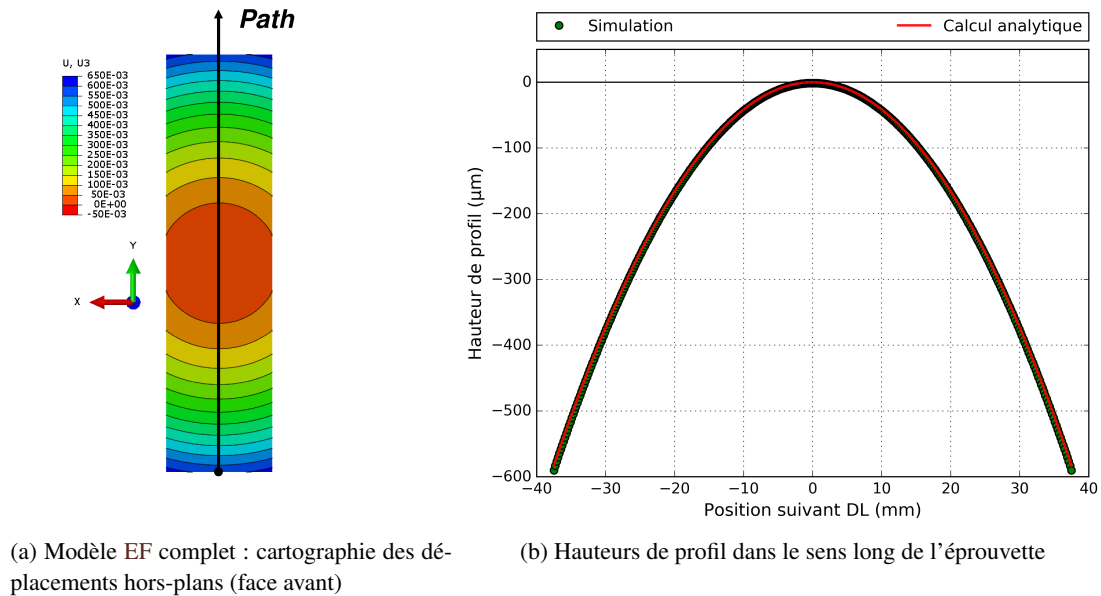 Path
U, U3
650E-03
600E-03
550E-03
500E-03
450E-03
400E-03
350E-03
300E-03
250E-03
200E-03
150E-03
100E-03
50E-03
0E+00
-50E-03
Y
X
Simulation
Calcul analytique
Hauteur de profil (µm)
0
−100
−200
−300
−400
−500
−600
−40 −30 −20 −10 0 10 20 30 40
Position suivant DL (mm)
(a) Modèle EF complet : cartographie des dé-
placements hors-plans (face avant)
(b) Hauteurs de profil dans le sens long de l’éprouvette